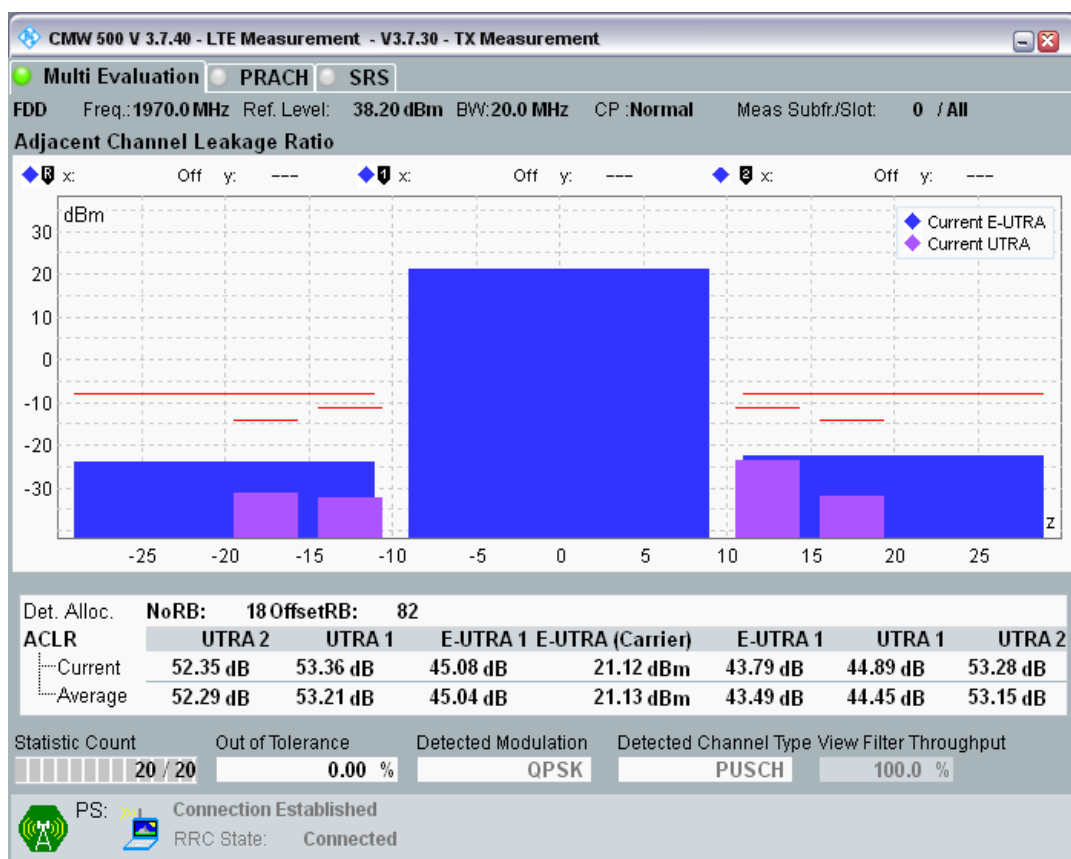 CMW 500 V 3.7.40 - LTE Measurement - V3.7.30 - TX Measurement
Multi Evaluation PRACH SRS
FDD Freq.: 1970.0 MHz Ref. Level: 38.20 dBm BW: 20.0 MHz CP : Normal Meas Subfr./Slot: 0 / All
Adjacent Channel Leakage Ratio
R x: Off y: --- 1 x: Off y: --- 2 x: Off y: ---
dBm
Current E-UTRA
Current UTRA
30
20
10
0
-10
-20
-30
z
-25 -20 -15 -10 -5 0 5 10 15 20 25
Det. Alloc. NoRB: 18 OffsetRB: 82
ACLR UTRA 2 UTRA 1 E-UTRA 1 E-UTRA (Carrier) E-UTRA 1 UTRA 1 UTRA 2
Current 52.35 dB 53.36 dB 45.08 dB 21.12 dBm 43.79 dB 44.89 dB 53.28 dB
Average 52.29 dB 53.21 dB 45.04 dB 21.13 dBm 43.49 dB 44.45 dB 53.15 dB
Statistic Count Out of Tolerance Detected Modulation Detected Channel Type View Filter Throughput
20 / 20 0.00 % QPSK PUSCH 100.0 %
PS: Connection Established
RRC State: Connected